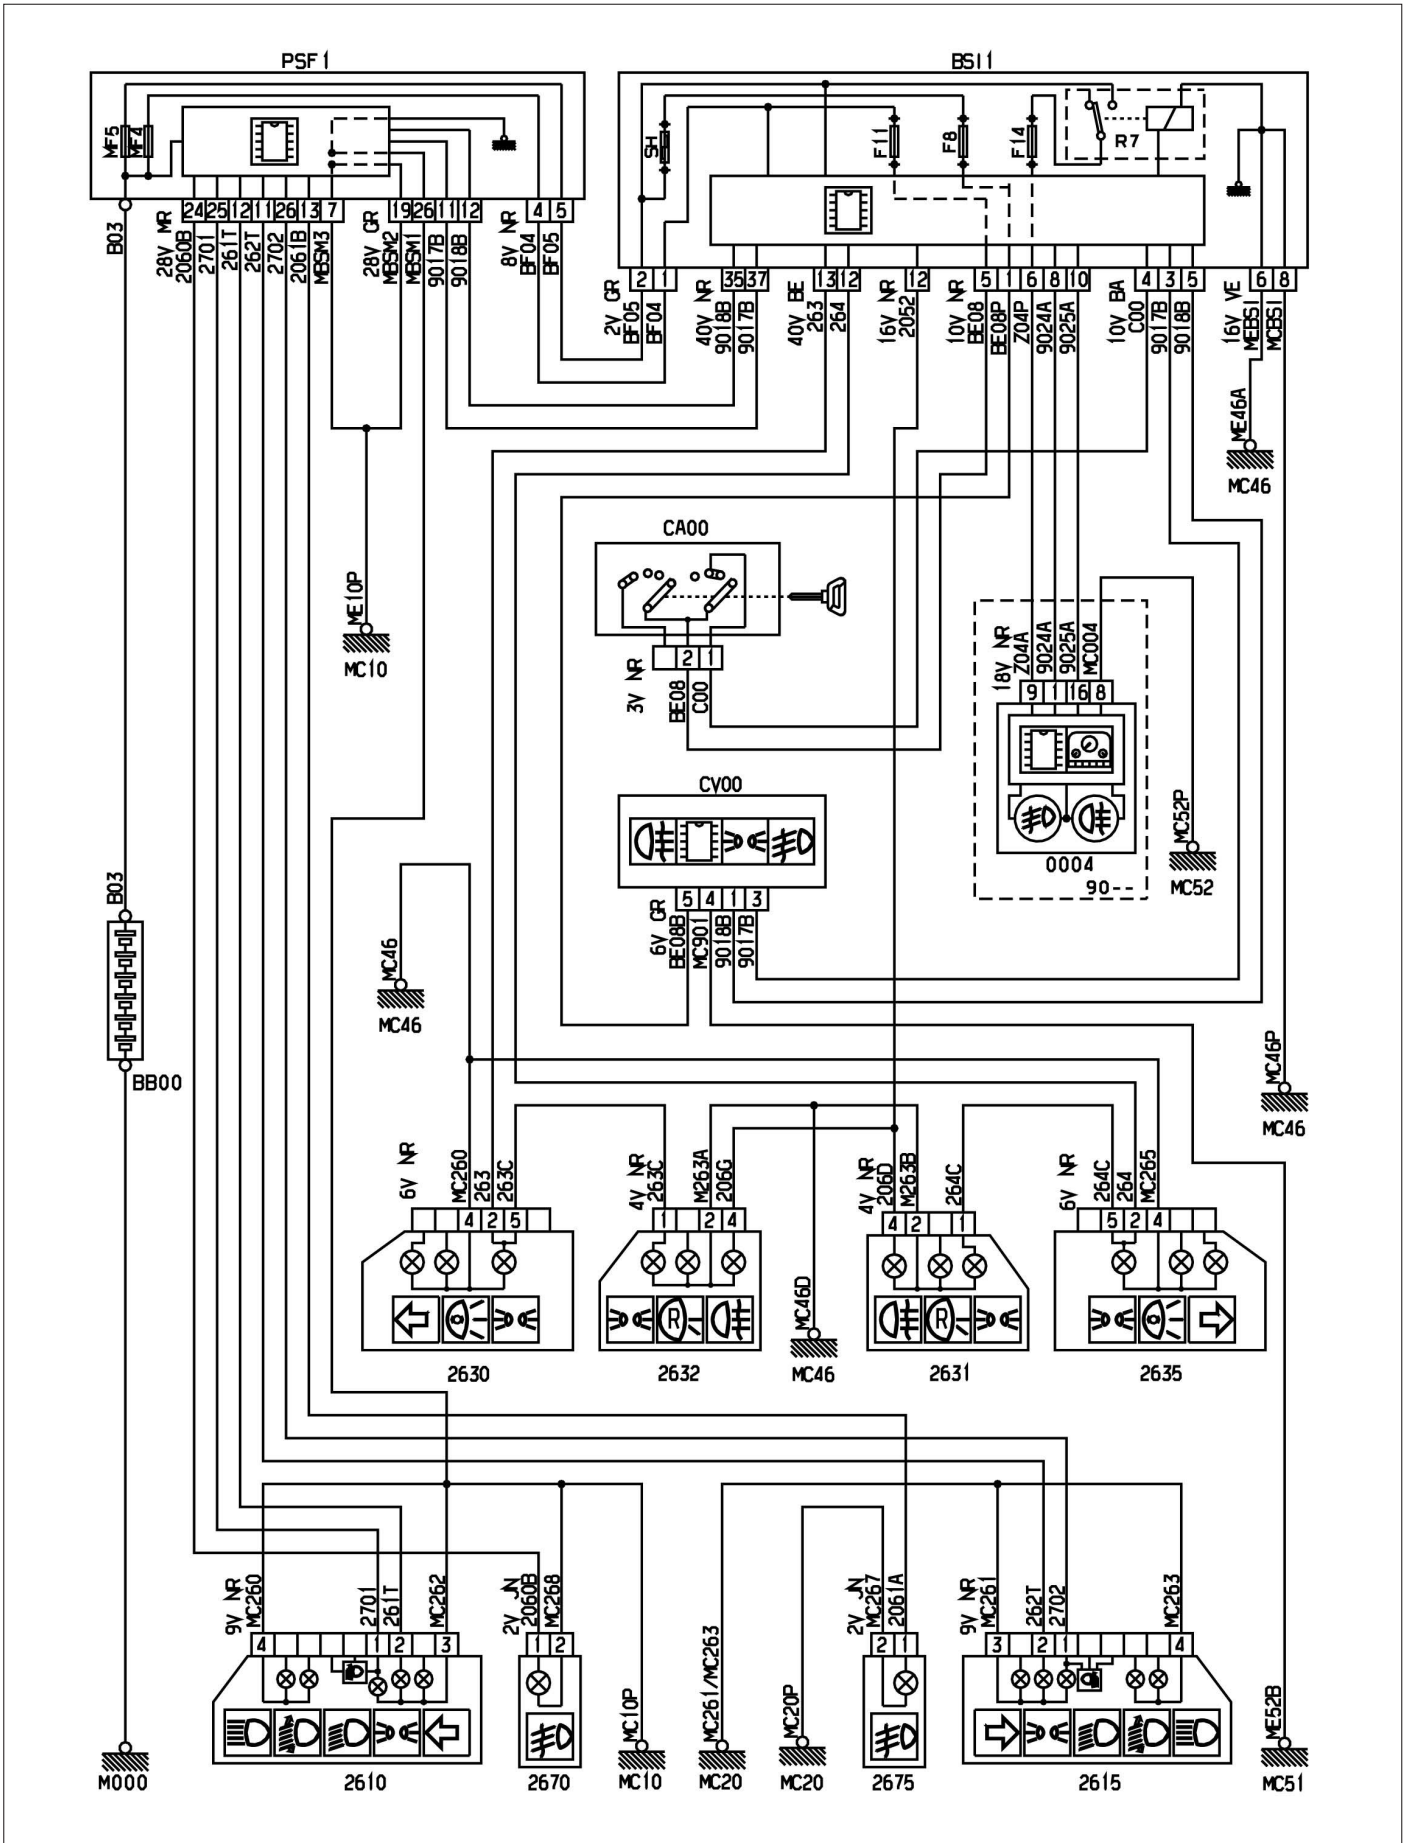 PSF1
BSI1
MF5
MF4
SH
F11
F8
F14
R7
24 25 12 11 26 13 7
19 26 11 12
4 5
2 1
35 37
13 12
12
5 1 6 8 10
4 3 5
6 8
B03
28V MR
2060B
2701
261T
262T
2702
2061B
MBSM3
28V GR
MBSM2
MBSM1
9017B
9018B
8V NR
BF04
BF05
2V GR
BF05
BF04
40V NR
9018B
9017B
40V BE
263
264
16V NR
2052
10V NR
BE08
BE08P
Z04P
9024A
9025A
10V BA
C00
9017B
9018B
16V VE
MEBSI
MCBSI
ME46A
MC46
CA00
ME10P
MC10
2 1
3V NR
BE08
C00
18V NR
Z04A
9024A
9025A
MC004
9 1 16 8
0004
90--
MC52P
MC52
CV00
5 4 1 3
6V GR
BE08B
MC901
9018B
9017B
B03
BB00
MC46
MC46
MC46P
MC46
6V NR
MC260
263
263C
4 2 5
2630
4V NR
263C
M263A
206G
1 2 4
R
2632
MC46D
MC46
4V NR
206D
M263B
264C
4 2 1
R
2631
6V NR
264C
264
MC265
5 2 4
2635
9V NR
MC260
2701
261T
MC262
4 1 2 3
2610
2V JN
2060B
MC268
1 2
2670
MC10P
MC10
MC261/MC263
MC20
MC20P
MC20
2V JN
MC267
2061A
2 1
2675
9V NR
MC261
262T
2702
MC263
3 2 1 4
2615
ME52B
MC51
M000